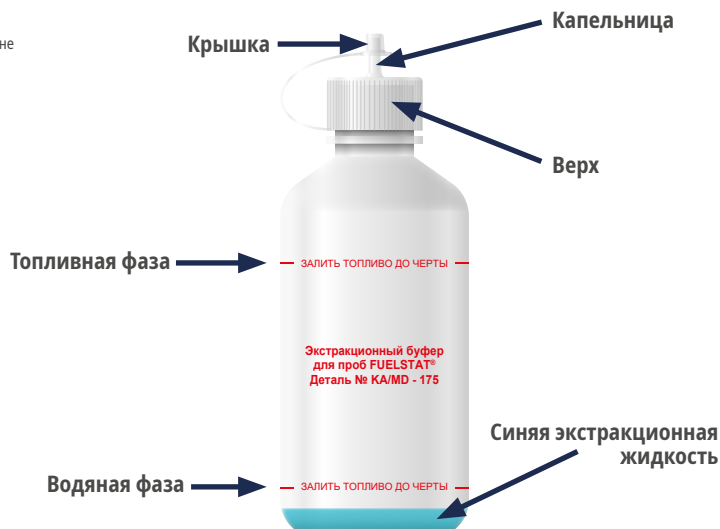 не
Крышка
Капельница
Верх
Топливная фаза
ЗАЛИТЬ ТОПЛИВО ДО ЧЕРТЫ
Экстракционный буфер
для проб FUELSTAT®
Деталь № KA/MD - 175
Синяя экстракционная
жидкость
Водяная фаза
ЗАЛИТЬ ТОПЛИВО ДО ЧЕРТЫ